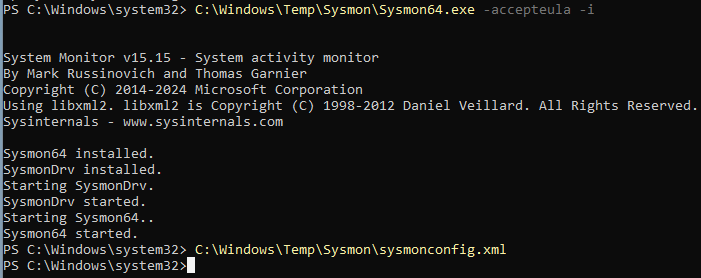 PS C:\Windows\system32> C:\Windows\Temp\Sysmon\Sysmon64.exe -accepteula -i
System Monitor v15.15 - System activity monitor
By Mark Russinovich and Thomas Garnier
Copyright (C) 2014-2024 Microsoft Corporation
Using libxml2. libxml2 is Copyright (C) 1998-2012 Daniel Veillard. All Rights Reserved.
Sysinternals - www.sysinternals.com
Sysmon64 installed.
SysmonDrv installed.
Starting SysmonDrv.
SysmonDrv started.
Starting Sysmon64..
Sysmon64 started.
PS C:\Windows\system32> C:\Windows\Temp\Sysmon\sysmonconfig.xml
PS C:\Windows\system32>